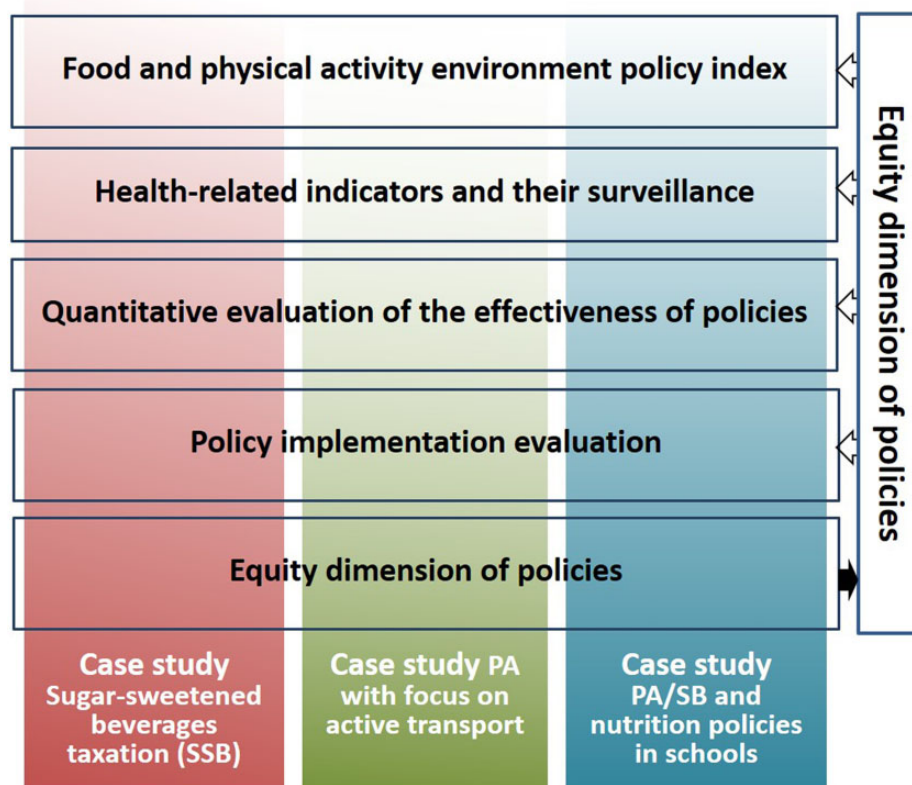 Food and physical activity environment policy index
Health-related indicators and their surveillance
Quantitative evaluation of the effectiveness of policies
Policy implementation evaluation
Equity dimension of policies
Equity dimension of policies
Case study
Sugar-sweetened
beverages
taxation (SSB)
Case study PA
with focus on
active transport
Case study
PA/SB and
nutrition policies
in schools